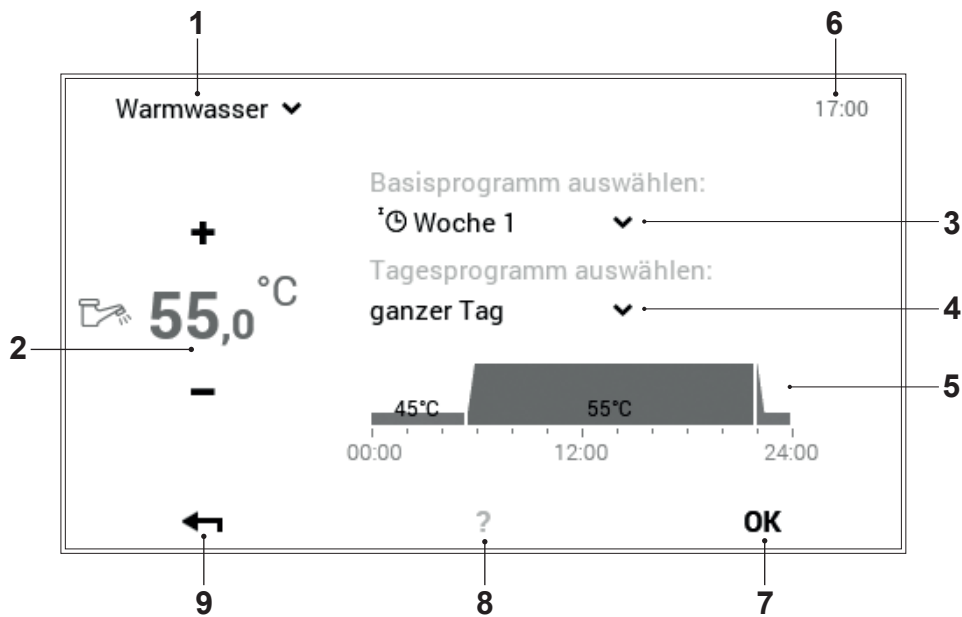 1
6
Warmwasser
17:00
Basisprogramm auswählen:
Woche 1
3
+
Tagesprogramm auswählen:
ganzer Tag
4
55,0 °C
2
−
5
45°C
55°C
00:00
12:00
24:00
?
OK
9
8
7